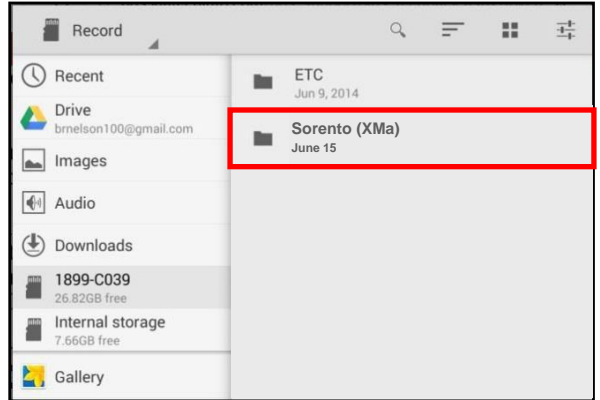 Record
Recent
Drive
brnelson100@gmail.com
Images
Audio
Downloads
1899-C039
26.82GB free
Internal storage
7.66GB free
Gallery
ETC
Jun 9, 2014
Sorento (XMa)
June 15